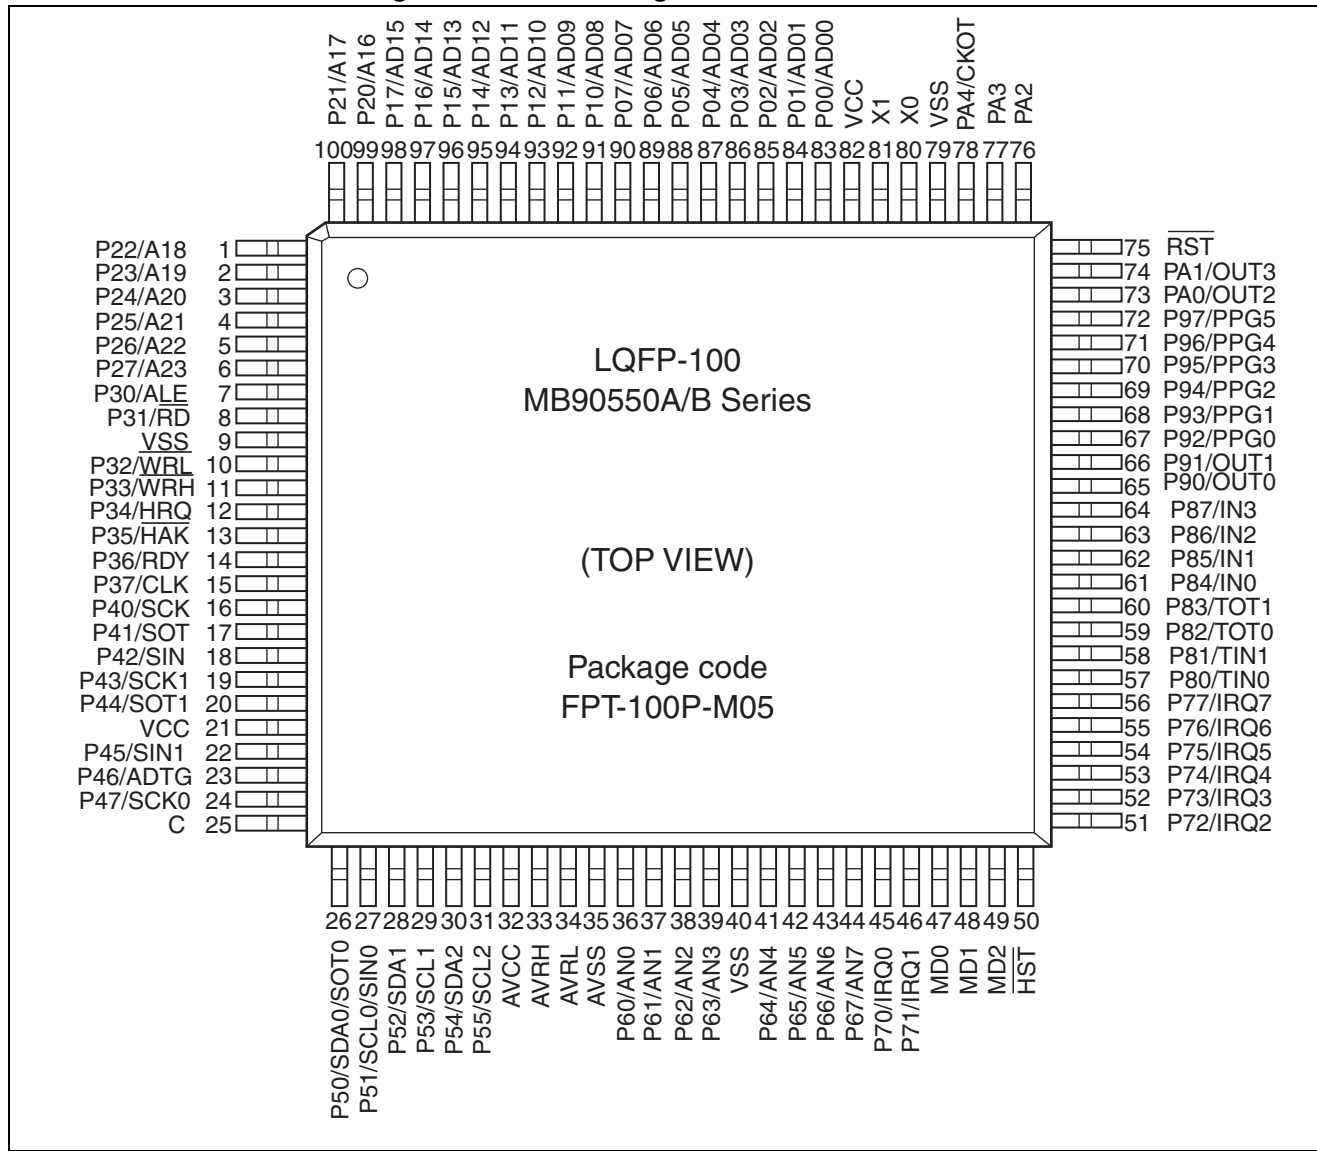 P21/A17
P20/A16
P17/AD15
P16/AD14
P15/AD13
P14/AD12
P13/AD11
P12/AD10
P11/AD09
P10/AD08
P07/AD07
P06/AD06
P05/AD05
P04/AD04
P03/AD03
P02/AD02
P01/AD01
P00/AD00
VCC
X1
X0
VSS
PA4/CKOT
PA3
PA2
100 99 98 97 96 95 94 93 92 91 90 89 88 87 86 85 84 83 82 81 80 79 78 77 76
P22/A18 1
P23/A19 2
P24/A20 3
P25/A21 4
P26/A22 5
P27/A23 6
P30/ALE 7
P31/RD 8
VSS 9
P32/WRL 10
P33/WRH 11
P34/HRQ 12
P35/HAK 13
P36/RDY 14
P37/CLK 15
P40/SCK 16
P41/SOT 17
P42/SIN 18
P43/SCK1 19
P44/SOT1 20
VCC 21
P45/SIN1 22
P46/ADTG 23
P47/SCK0 24
C 25
LQFP-100
MB90550A/B Series
(TOP VIEW)
Package code
FPT-100P-M05
75 RST
74 PA1/OUT3
73 PA0/OUT2
72 P97/PPG5
71 P96/PPG4
70 P95/PPG3
69 P94/PPG2
68 P93/PPG1
67 P92/PPG0
66 P91/OUT1
65 P90/OUT0
64 P87/IN3
63 P86/IN2
62 P85/IN1
61 P84/IN0
60 P83/TOT1
59 P82/TOT0
58 P81/TIN1
57 P80/TIN0
56 P77/IRQ7
55 P76/IRQ6
54 P75/IRQ5
53 P74/IRQ4
52 P73/IRQ3
51 P72/IRQ2
26 27 28 29 30 31 32 33 34 35 36 37 38 39 40 41 42 43 44 45 46 47 48 49 50
P50/SDA0/SOT0
P51/SCL0/SIN0
P52/SDA1
P53/SCL1
P54/SDA2
P55/SCL2
AVCC
AVRH
AVRL
AVSS
P60/AN0
P61/AN1
P62/AN2
P63/AN3
VSS
P64/AN4
P65/AN5
P66/AN6
P67/AN7
P70/IRQ0
P71/IRQ1
MD0
MD1
MD2
HST